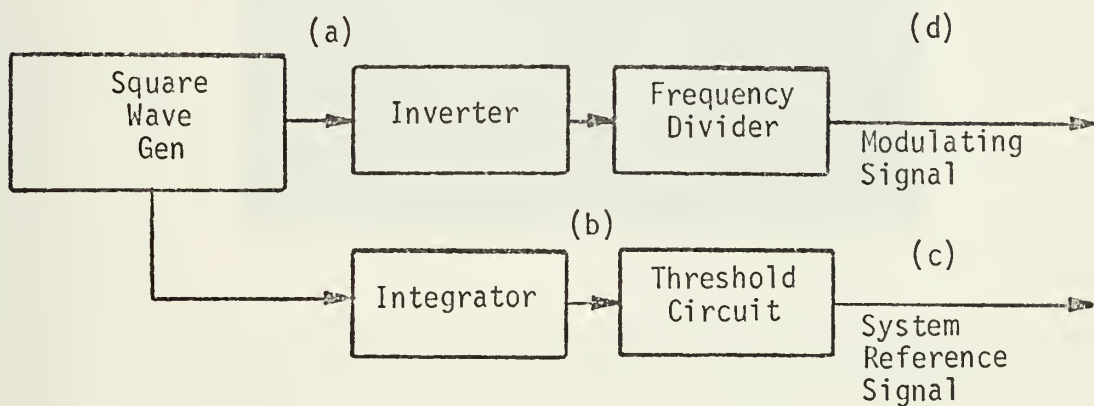 (a)
(d)
Square
Wave
Gen
Inverter
Frequency
Divider
Modulating
Signal
(b)
(c)
Integrator
Threshold
Circuit
System
Reference
Signal